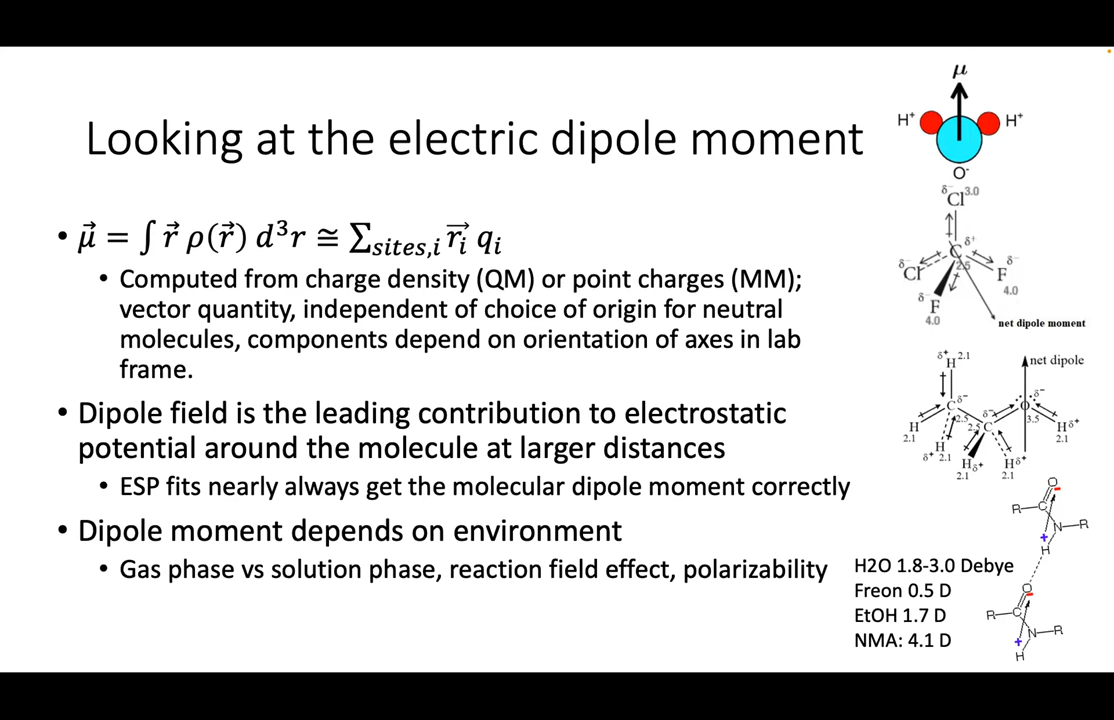 Looking at the electric dipole moment
• μ⃗ = ∫ r⃗ ρ(r⃗) d³r ≅ ∑sites,i r⃗ᵢ qᵢ
• Computed from charge density (QM) or point charges (MM);
vector quantity, independent of choice of origin for neutral
molecules, components depend on orientation of axes in lab
frame.
• Dipole field is the leading contribution to electrostatic
potential around the molecule at larger distances
• ESP fits nearly always get the molecular dipole moment correctly
• Dipole moment depends on environment
• Gas phase vs solution phase, reaction field effect, polarizability
μ
H⁺ H⁺
O⁻
δ⁻ Cl 3.0
C δ⁺
2.5
δ⁻ Cl
F δ⁻
4.0
δ⁻
F
4.0
net dipole moment
δ⁺ H 2.1
net dipole
C δ⁻
2.5
δ⁻ C
2.5
O δ⁻
3.5
H
2.1
H
δ⁺ 2.1
H δ⁺
2.1
H δ⁺
2.1
H δ⁺
2.1
O
-
R C
N R
+
H
O
-
R C
N R
+
H
H2O 1.8-3.0 Debye
Freon 0.5 D
EtOH 1.7 D
NMA: 4.1 D